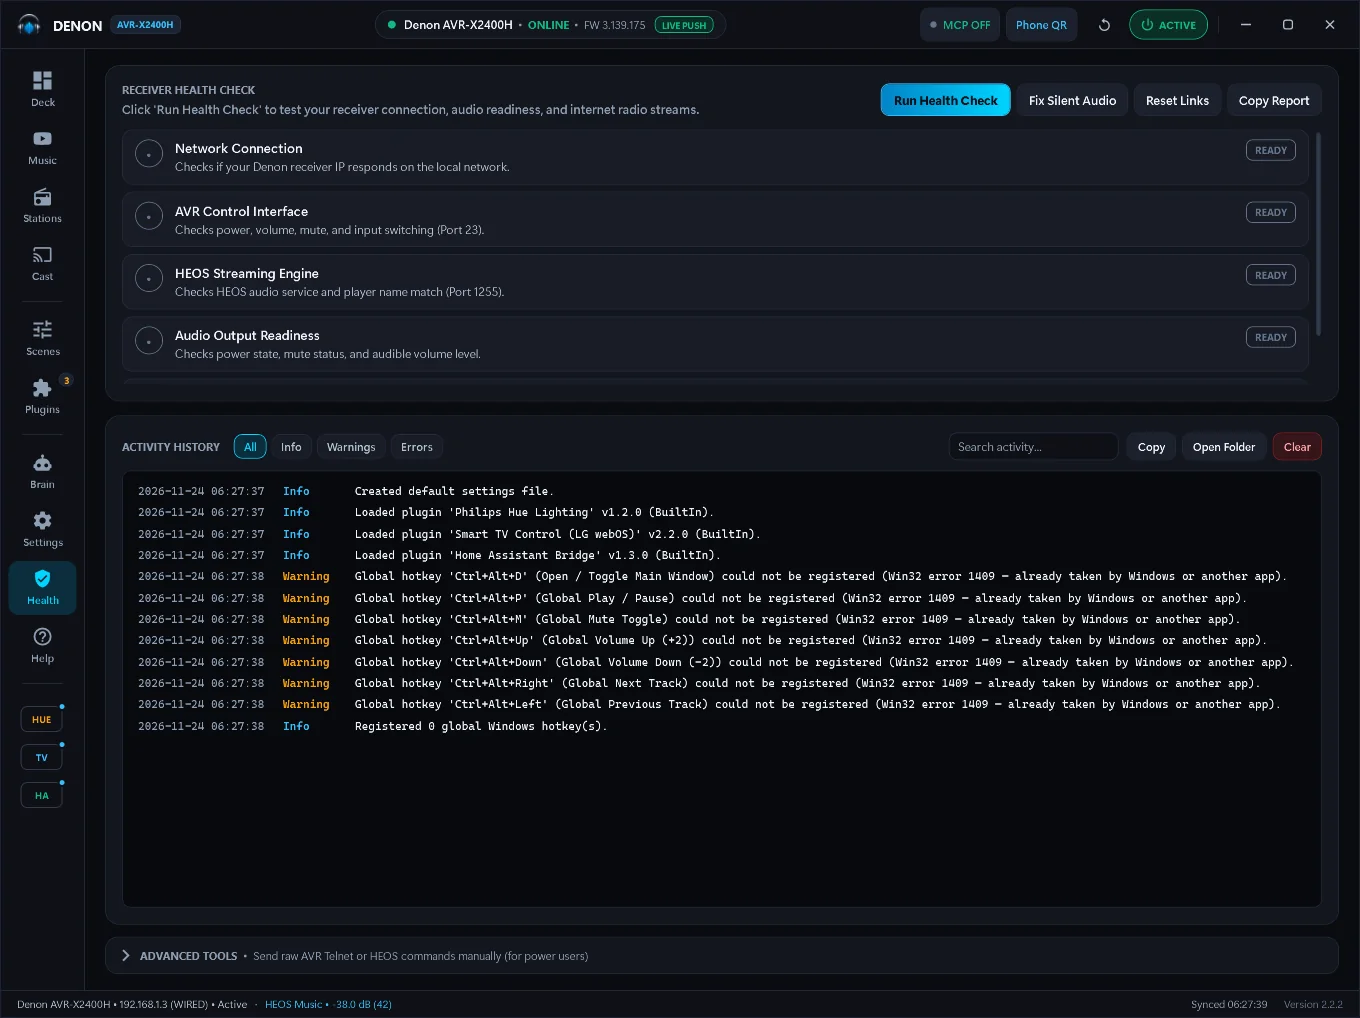 DENON AVR-X2400H
Denon AVR-X2400H • ONLINE • FW 3.139.175 LIVE PUSH
MCP OFF
Phone QR
ACTIVE
Deck
Music
Stations
Cast
Scenes
3
Plugins
Brain
Settings
Health
Help
HUE
TV
HA
RECEIVER HEALTH CHECK
Click 'Run Health Check' to test your receiver connection, audio readiness, and internet radio streams.
Run Health Check
Fix Silent Audio
Reset Links
Copy Report
Network Connection
Checks if your Denon receiver IP responds on the local network.
READY
AVR Control Interface
Checks power, volume, mute, and input switching (Port 23).
READY
HEOS Streaming Engine
Checks HEOS audio service and player name match (Port 1255).
READY
Audio Output Readiness
Checks power state, mute status, and audible volume level.
READY
ACTIVITY HISTORY
All
Info
Warnings
Errors
Search activity...
Copy
Open Folder
Clear
2026-11-24 06:27:37 Info Created default settings file.
2026-11-24 06:27:37 Info Loaded plugin 'Philips Hue Lighting' v1.2.0 (BuiltIn).
2026-11-24 06:27:37 Info Loaded plugin 'Smart TV Control (LG webOS)' v2.2.0 (BuiltIn).
2026-11-24 06:27:37 Info Loaded plugin 'Home Assistant Bridge' v1.3.0 (BuiltIn).
2026-11-24 06:27:38 Warning Global hotkey 'Ctrl+Alt+D' (Open / Toggle Main Window) could not be registered (Win32 error 1409 — already taken by Windows or another app).
2026-11-24 06:27:38 Warning Global hotkey 'Ctrl+Alt+P' (Global Play / Pause) could not be registered (Win32 error 1409 — already taken by Windows or another app).
2026-11-24 06:27:38 Warning Global hotkey 'Ctrl+Alt+M' (Global Mute Toggle) could not be registered (Win32 error 1409 — already taken by Windows or another app).
2026-11-24 06:27:38 Warning Global hotkey 'Ctrl+Alt+Up' (Global Volume Up (+2)) could not be registered (Win32 error 1409 — already taken by Windows or another app).
2026-11-24 06:27:38 Warning Global hotkey 'Ctrl+Alt+Down' (Global Volume Down (-2)) could not be registered (Win32 error 1409 — already taken by Windows or another app).
2026-11-24 06:27:38 Warning Global hotkey 'Ctrl+Alt+Right' (Global Next Track) could not be registered (Win32 error 1409 — already taken by Windows or another app).
2026-11-24 06:27:38 Warning Global hotkey 'Ctrl+Alt+Left' (Global Previous Track) could not be registered (Win32 error 1409 — already taken by Windows or another app).
2026-11-24 06:27:38 Info Registered 0 global Windows hotkey(s).
ADVANCED TOOLS • Send raw AVR Telnet or HEOS commands manually (for power users)
Denon AVR-X2400H • 192.168.1.3 (WIRED) • Active · HEOS Music • -38.0 dB (42)
Synced 06:27:39 Version 2.2.2